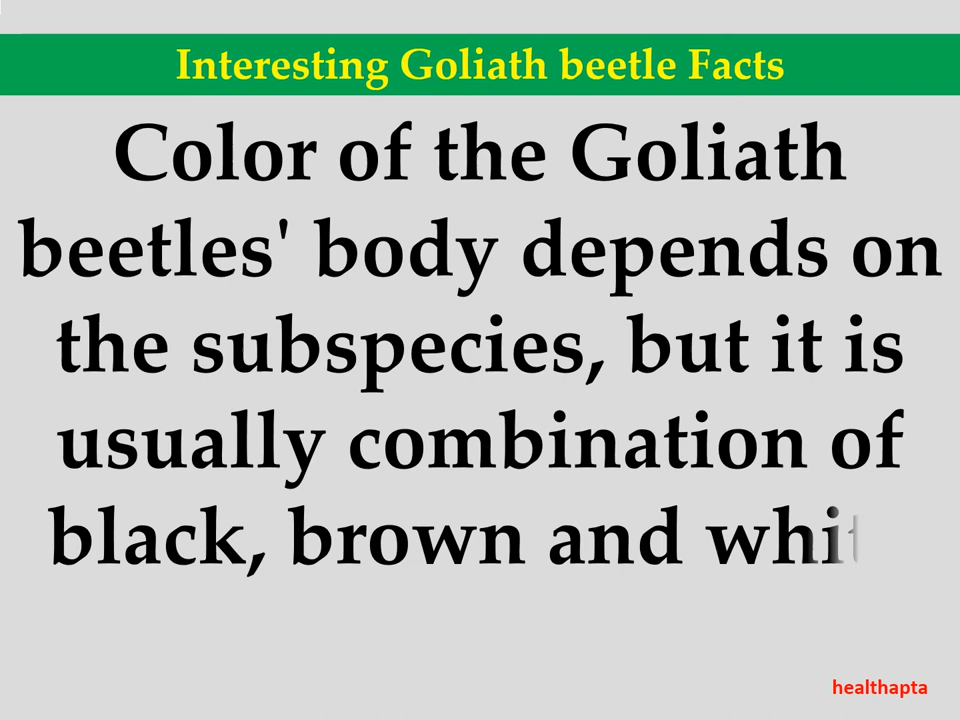 Interesting Goliath beetle Facts
Color of the Goliath
beetles' body depends on
the subspecies, but it is
usually combination of
black, brown and whit
healthapta